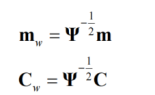 m_w = Ψ^{-1/2} m
C_w = Ψ^{-1/2} C